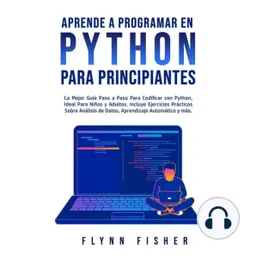 APRENDE A PROGRAMAR EN
PYTHON
PARA PRINCIPIANTES
La Mejor Guía Paso a Paso Para Codificar con Python,
Ideal Para Niños y Adultos. Incluye Ejercicios Prácticos
Sobre Análisis de Datos, Aprendizaje Automático y más.
FLYNN FISHER